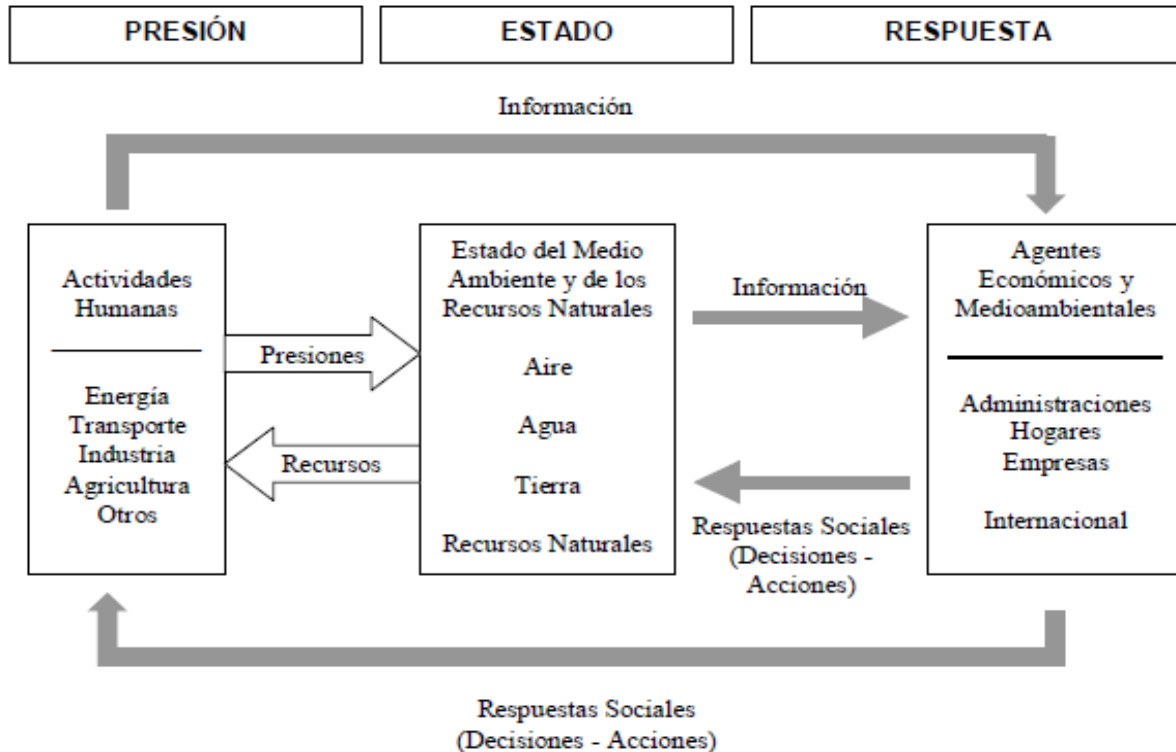 PRESIÓN
ESTADO
RESPUESTA
Información
Actividades
Humanas
Energía
Transporte
Industria
Agricultura
Otros
Presiones
Recursos
Estado del Medio
Ambiente y de los
Recursos Naturales
Aire
Agua
Tierra
Recursos Naturales
Información
Respuestas Sociales
(Decisiones -
Acciones)
Agentes
Económicos y
Medioambientales
Administraciones
Hogares
Empresas
Internacional
Respuestas Sociales
(Decisiones - Acciones)